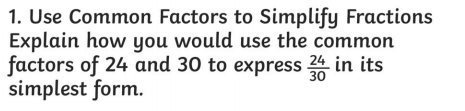 1. Use Common Factors to Simplify Fractions
Explain how you would use the common
factors of 24 and 30 to express 24/30 in its
simplest form.